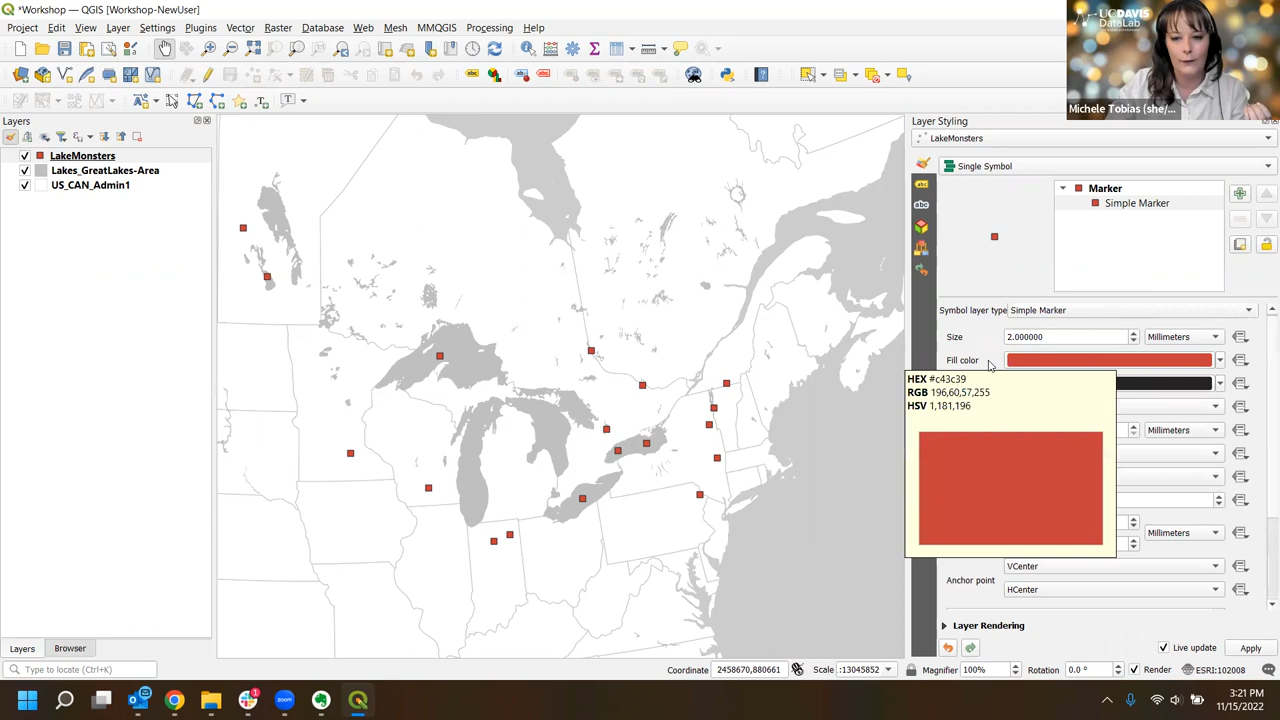 *Workshop — QGIS [Workshop-NewUser]
Project Edit View Layer Settings Plugins Vector Raster Database Web Mesh MMQGIS Processing Help
UCDAVIS
DataLab
Michele Tobias (she/...
Layers
LakeMonsters
Lakes_GreatLakes-Area
US_CAN_Admin1
Layer Styling
LakeMonsters
Single Symbol
Marker
Simple Marker
Symbol layer type Simple Marker
Size 2.000000 Millimeters
Fill color
HEX #c43c39
RGB 196,60,57,255
HSV 1,181,196
Millimeters
Millimeters
VCenter
Anchor point
HCenter
Layer Rendering
Live update Apply
Layers Browser
Type to locate (Ctrl+K) Coordinate 2458670,880661 Scale :13045852 Magnifier 100% Rotation 0.0 ° Render ESRI:102008
1
3:21 PM
11/15/2022